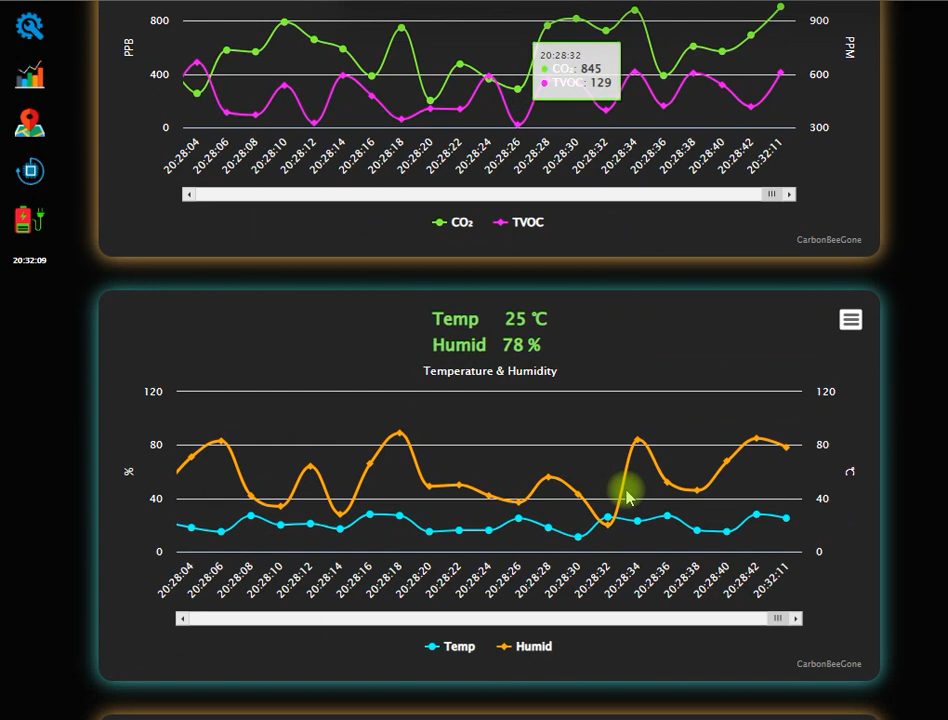 800
900
PPB
PPM
20:28:32
CO₂: 845
TVOC: 129
400
600
0
300
20:28:04 20:28:06 20:28:08 20:28:10 20:28:12 20:28:14 20:28:16 20:28:18 20:28:20 20:28:22 20:28:24 20:28:26 20:28:28 20:28:30 20:28:32 20:28:34 20:28:36 20:28:38 20:28:40 20:28:42 20:32:11
CO₂ TVOC
CarbonBeeGone
20:32:09
Temp 25 ℃
Humid 78 %
Temperature & Humidity
120
120
80
80
%
℃
40
40
0
0
20:28:04 20:28:06 20:28:08 20:28:10 20:28:12 20:28:14 20:28:16 20:28:18 20:28:20 20:28:22 20:28:24 20:28:26 20:28:28 20:28:30 20:28:32 20:28:34 20:28:36 20:28:38 20:28:40 20:28:42 20:32:11
Temp Humid
CarbonBeeGone